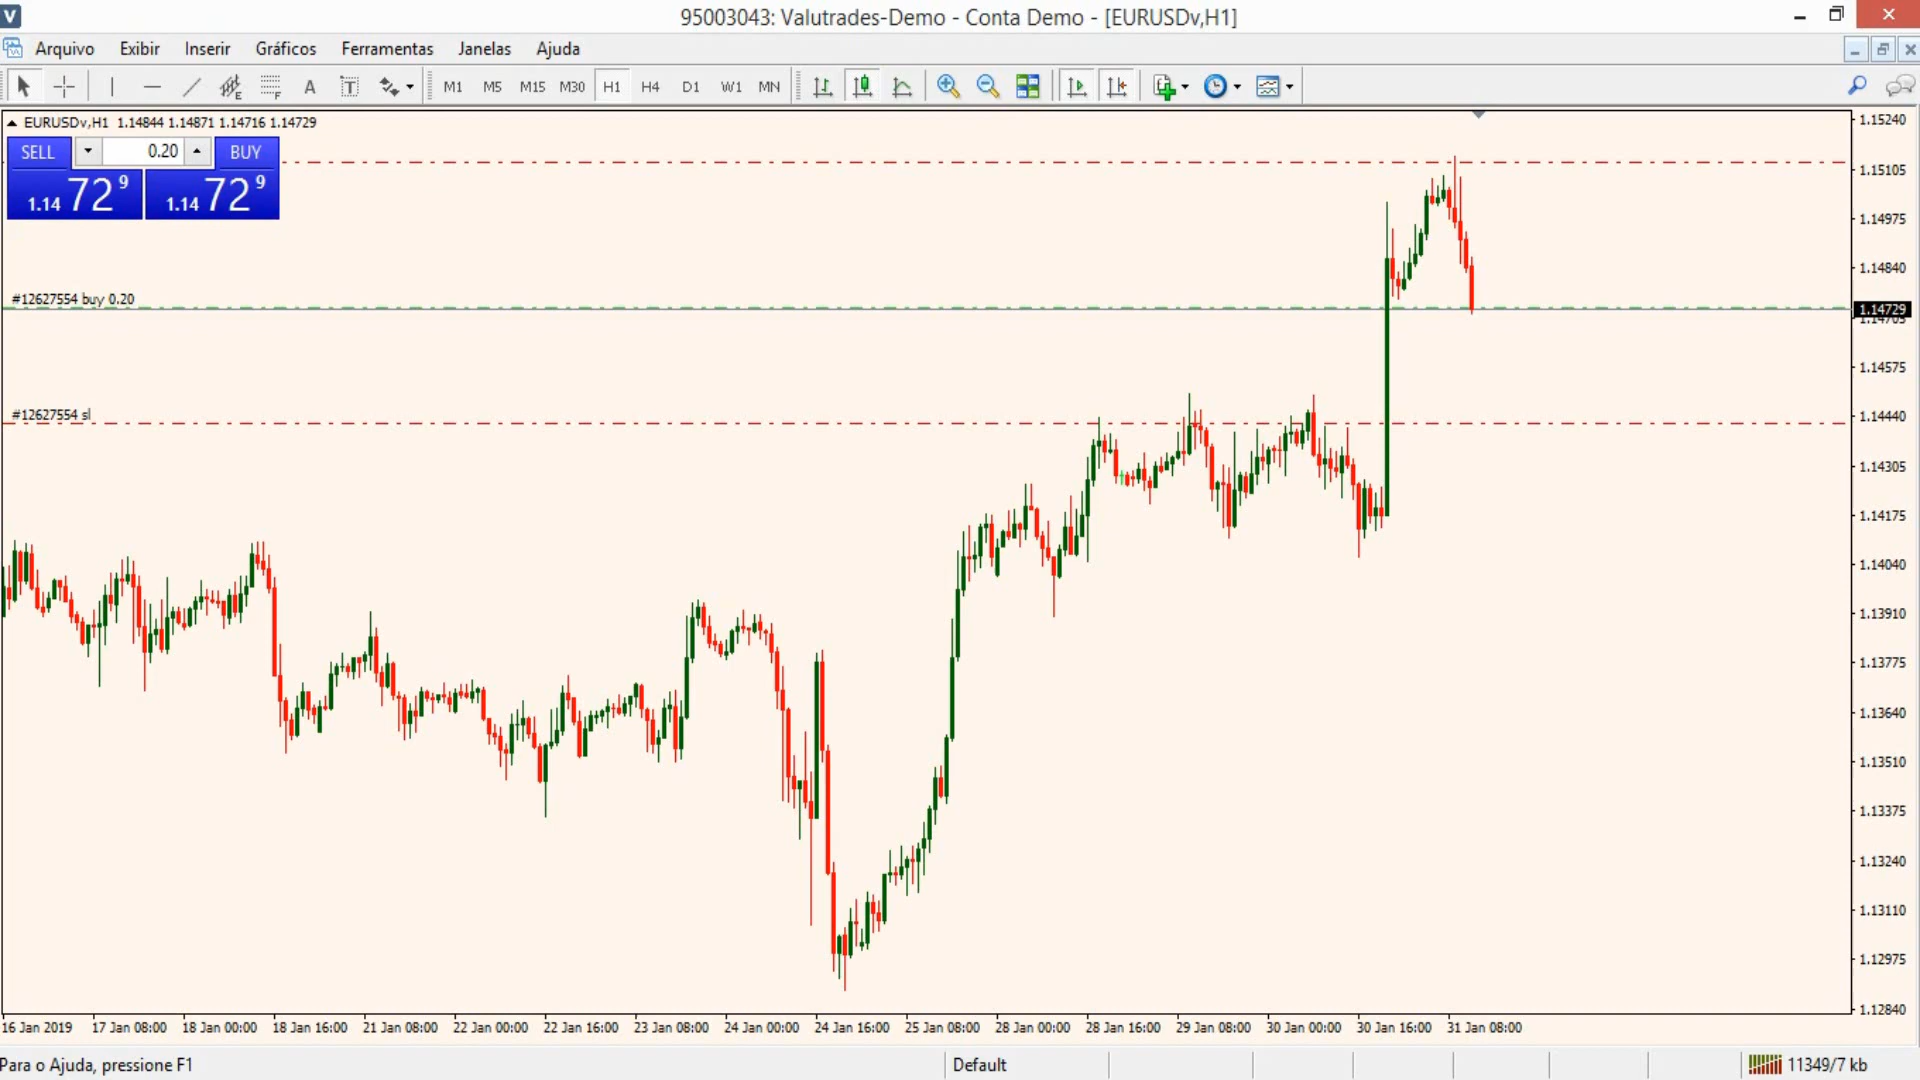 V
95003043: Valutrades-Demo - Conta Demo - [EURUSDv,H1]
Arquivo Exibir Inserir Gráficos Ferramentas Janelas Ajuda
E F A T M1 M5 M15 M30 H1 H4 D1 W1 MN
EURUSDv,H1 1.14844 1.14871 1.14716 1.14729
SELL 0.20 BUY
1.14 72 9 1.14 72 9
#12627554 buy 0.20
#12627554 sl
1.15240
1.15105
1.14975
1.14840
1.14729
1.14705
1.14575
1.14440
1.14305
1.14175
1.14040
1.13910
1.13775
1.13640
1.13510
1.13375
1.13240
1.13110
1.12975
1.12840
16 Jan 2019 17 Jan 08:00 18 Jan 00:00 18 Jan 16:00 21 Jan 08:00 22 Jan 00:00 22 Jan 16:00 23 Jan 08:00 24 Jan 00:00 24 Jan 16:00 25 Jan 08:00 28 Jan 00:00 28 Jan 16:00 29 Jan 08:00 30 Jan 00:00 30 Jan 16:00 31 Jan 08:00
Para o Ajuda, pressione F1 Default 11349/7 kb